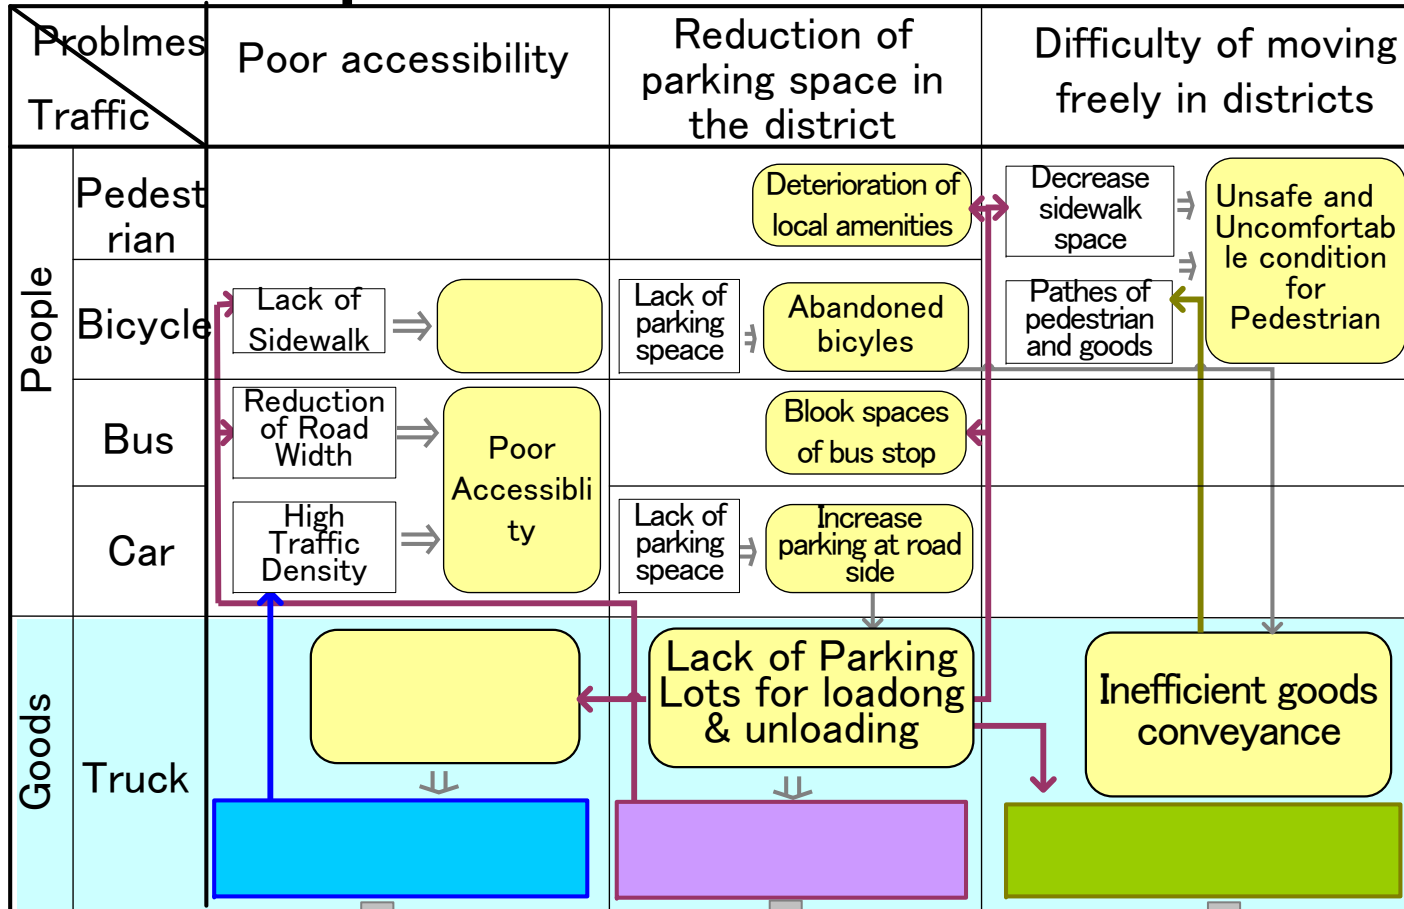 Problmes
Traffic
Poor accessibility
Reduction of
parking space in
the district
Difficulty of moving
freely in districts
People
Pedest
rian
Deterioration of
local amenities
Decrease
sidewalk
space
Unsafe and
Uncomfortab
le condition
for
Pedestrian
Bicycle
Lack of
Sidewalk
Lack of
parking
speace
Abandoned
bicyles
Pathes of
pedestrian
and goods
Bus
Reduction
of Road
Width
Poor
Accessibli
ty
Blook spaces
of bus stop
Car
High
Traffic
Density
Lack of
parking
speace
Increase
parking at road
side
Goods
Truck
Lack of Parking
Lots for loadong
& unloading
Inefficient goods
conveyance